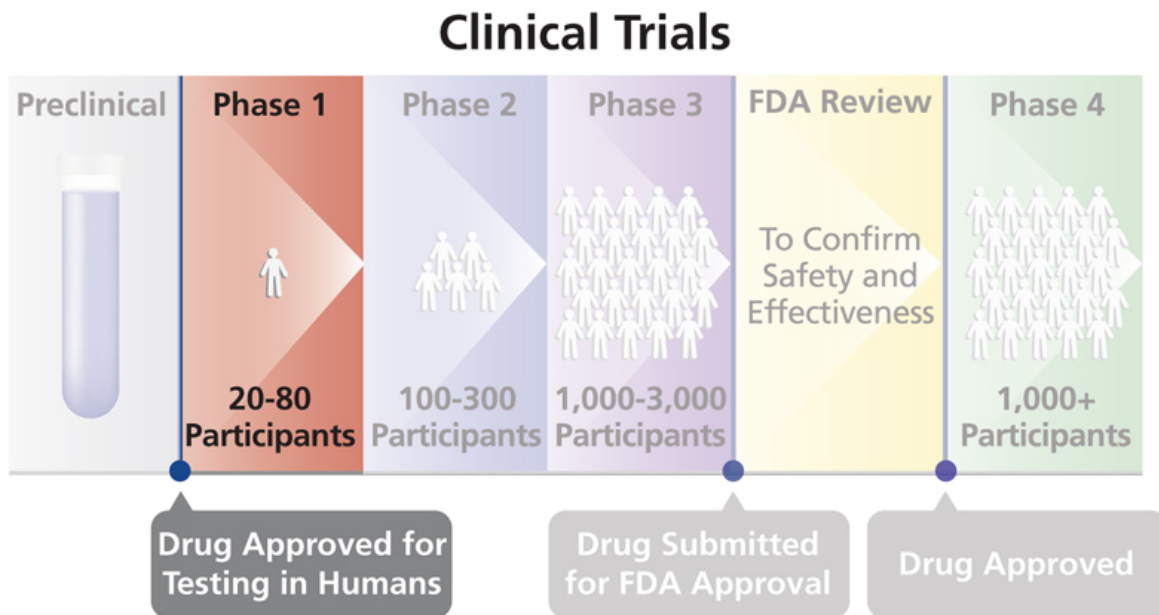 Clinical Trials
Preclinical
Phase 1
20-80
Participants
Phase 2
100-300
Participants
Phase 3
1,000-3,000
Participants
FDA Review
To Confirm
Safety and
Effectiveness
Phase 4
1,000+
Participants
Drug Approved for
Testing in Humans
Drug Submitted
for FDA Approval
Drug Approved